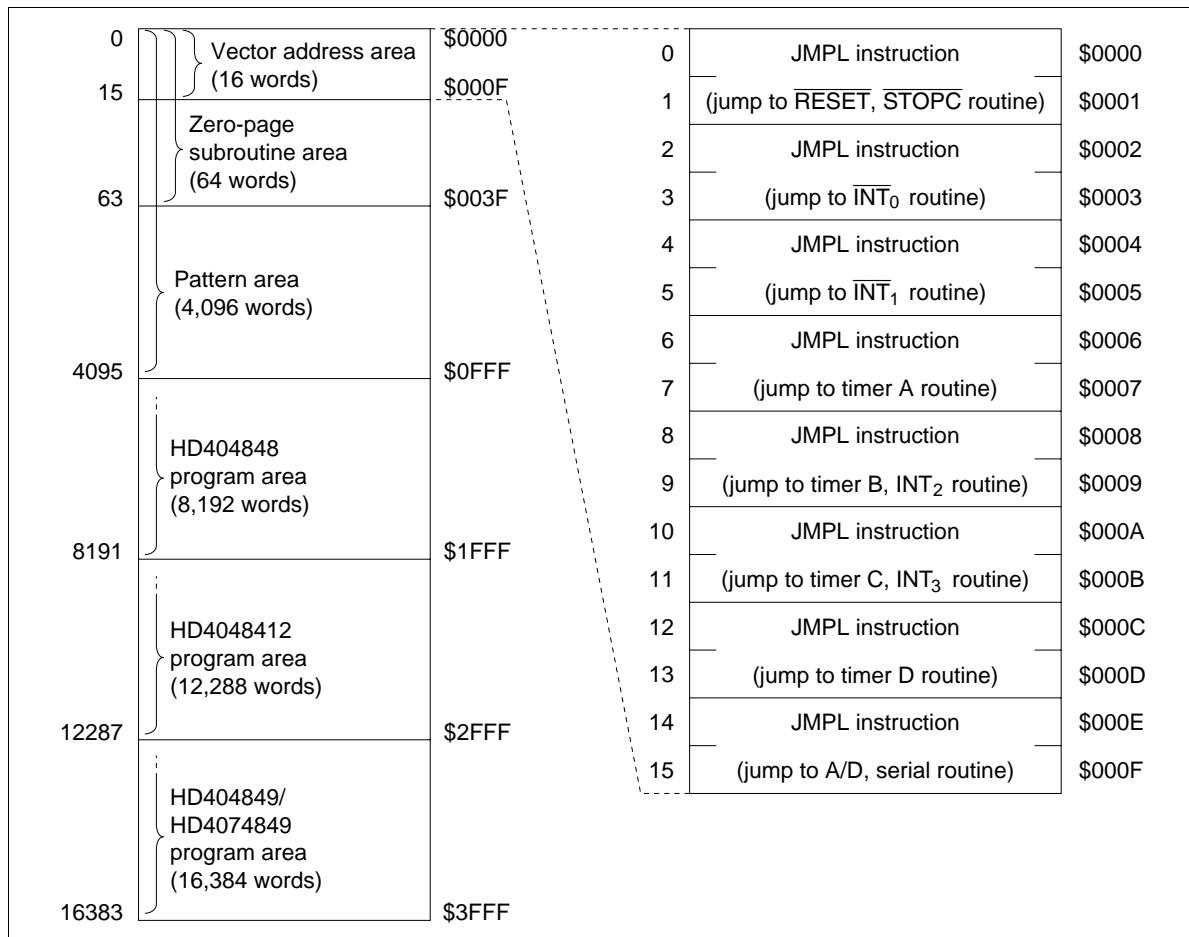 0
$0000
Vector address area
(16 words)
15
$000F
Zero-page
subroutine area
(64 words)
63
$003F
Pattern area
(4,096 words)
4095
$0FFF
HD404848
program area
(8,192 words)
8191
$1FFF
HD4048412
program area
(12,288 words)
12287
$2FFF
HD404849/
HD4074849
program area
(16,384 words)
16383
$3FFF
0 JMPL instruction $0000
1 (jump to R̅E̅S̅E̅T̅, S̅T̅O̅P̅C̅ routine) $0001
2 JMPL instruction $0002
3 (jump to I̅N̅T̅₀ routine) $0003
4 JMPL instruction $0004
5 (jump to I̅N̅T̅₁ routine) $0005
6 JMPL instruction $0006
7 (jump to timer A routine) $0007
8 JMPL instruction $0008
9 (jump to timer B, INT₂ routine) $0009
10 JMPL instruction $000A
11 (jump to timer C, INT₃ routine) $000B
12 JMPL instruction $000C
13 (jump to timer D routine) $000D
14 JMPL instruction $000E
15 (jump to A/D, serial routine) $000F